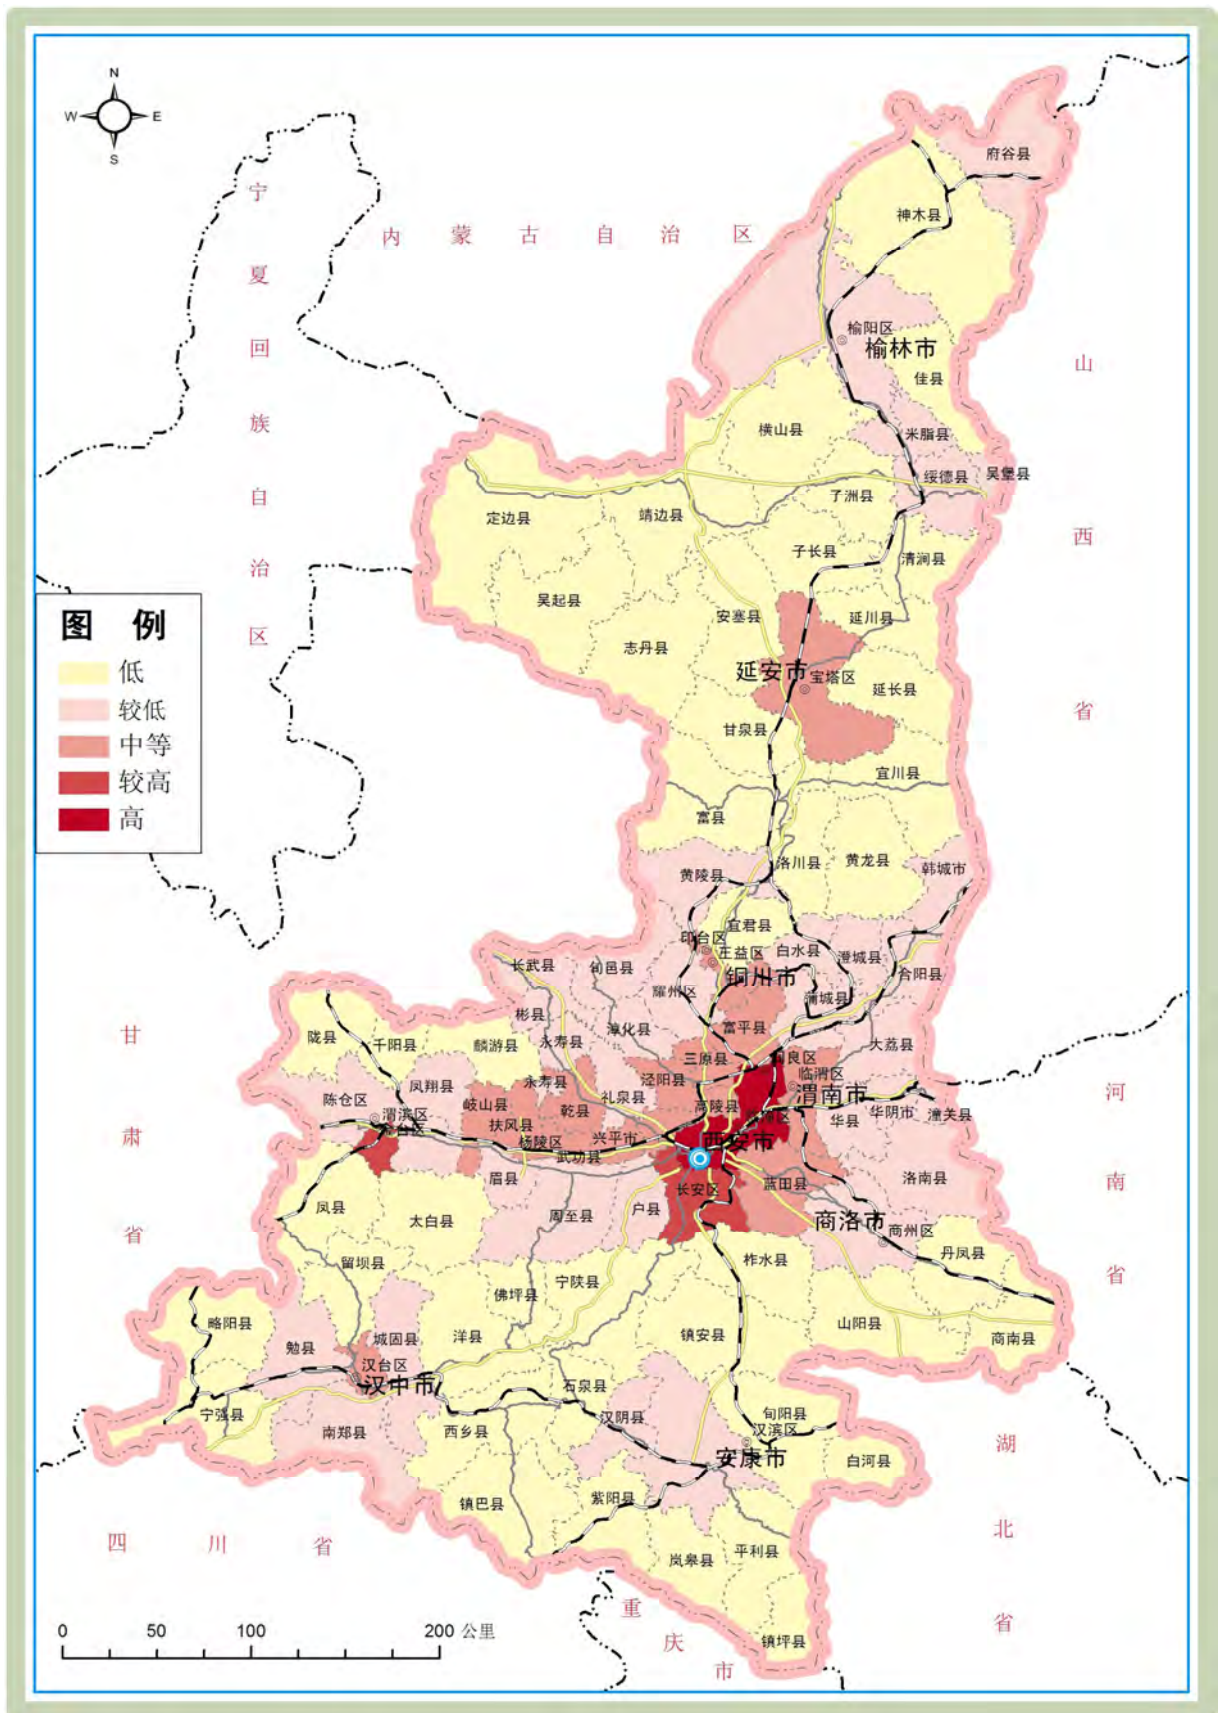 N
W
E
S
宁夏回族自治区
内蒙古自治区
山西省
河南省
湖北省
重庆市
四川省
甘肃省
图 例
低
较低
中等
较高
高
府谷县
神木县
榆阳区
榆林市
佳县
横山县
米脂县
绥德县
吴堡县
子洲县
定边县
靖边县
子长县
清涧县
吴起县
安塞县
延川县
志丹县
延安市
宝塔区
延长县
甘泉县
宜川县
富县
洛川县
黄龙县
韩城市
黄陵县
宜君县
印台区
王益区
白水县
澄城县
合阳县
铜川市
长武县
旬邑县
耀州区
蒲城县
彬县
富平县
大荔县
陇县
千阳县
麟游县
永寿县
三原县
临渭区
渭南市
永寿县
泾阳县
凤翔县
礼泉县
陈仓区
岐山县
乾县
高陵县
渭滨区
扶风县
华县
华阴市
潼关县
杨陵区
兴平市
西安市
武功县
眉县
长安区
蓝田县
洛南县
凤县
太白县
周至县
户县
商洛市
商州区
丹凤县
留坝县
佛坪县
宁陕县
柞水县
略阳县
勉县
城固县
洋县
镇安县
山阳县
商南县
汉台区
汉中市
石泉县
宁强县
南郑县
西乡县
汉阴县
旬阳县
汉滨区
安康市
白河县
镇巴县
紫阳县
岚皋县
平利县
镇坪县
0 50 100 200 公里